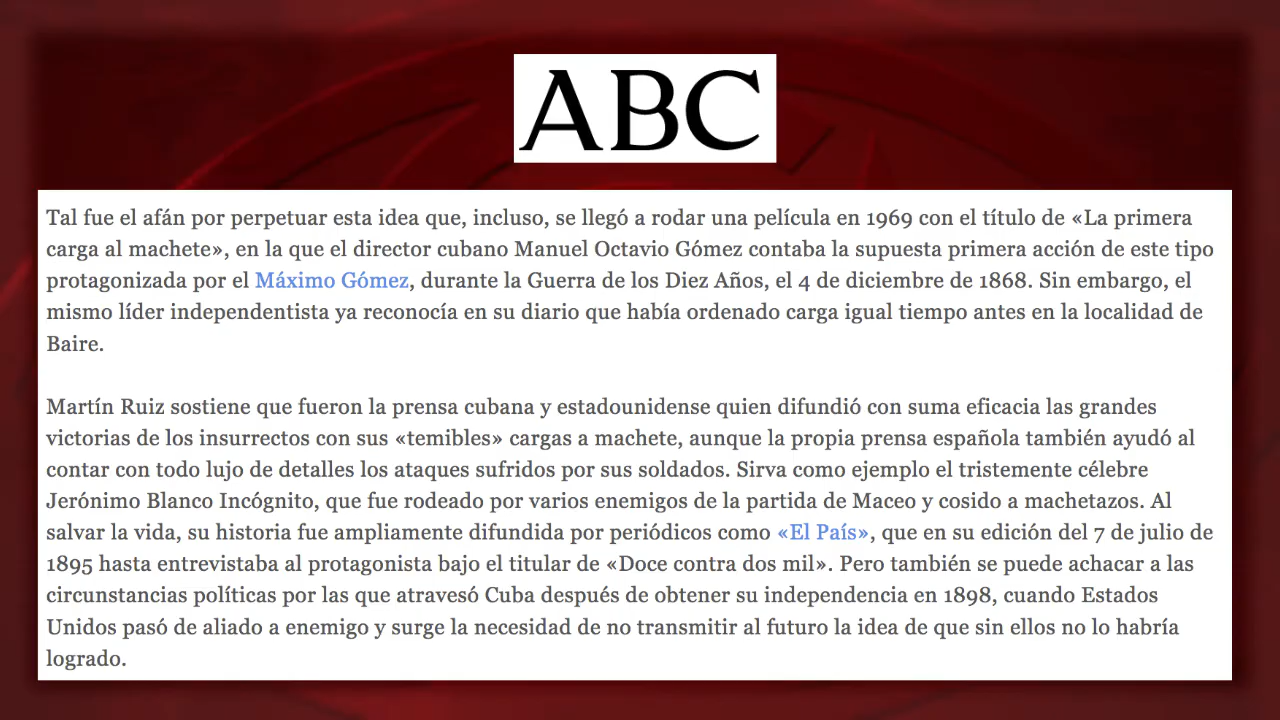 ABC
Tal fue el afán por perpetuar esta idea que, incluso, se llegó a rodar una película en 1969 con el título de «La primera
carga al machete», en la que el director cubano Manuel Octavio Gómez contaba la supuesta primera acción de este tipo
protagonizada por el Máximo Gómez, durante la Guerra de los Diez Años, el 4 de diciembre de 1868. Sin embargo, el
mismo líder independentista ya reconocía en su diario que había ordenado carga igual tiempo antes en la localidad de
Baire.
Martín Ruiz sostiene que fueron la prensa cubana y estadounidense quien difundió con suma eficacia las grandes
victorias de los insurrectos con sus «temibles» cargas a machete, aunque la propia prensa española también ayudó al
contar con todo lujo de detalles los ataques sufridos por sus soldados. Sirva como ejemplo el tristemente célebre
Jerónimo Blanco Incógnito, que fue rodeado por varios enemigos de la partida de Maceo y cosido a machetazos. Al
salvar la vida, su historia fue ampliamente difundida por periódicos como «El País», que en su edición del 7 de julio de
1895 hasta entrevistaba al protagonista bajo el titular de «Doce contra dos mil». Pero también se puede achacar a las
circunstancias políticas por las que atravesó Cuba después de obtener su independencia en 1898, cuando Estados
Unidos pasó de aliado a enemigo y surge la necesidad de no transmitir al futuro la idea de que sin ellos no lo habría
logrado.